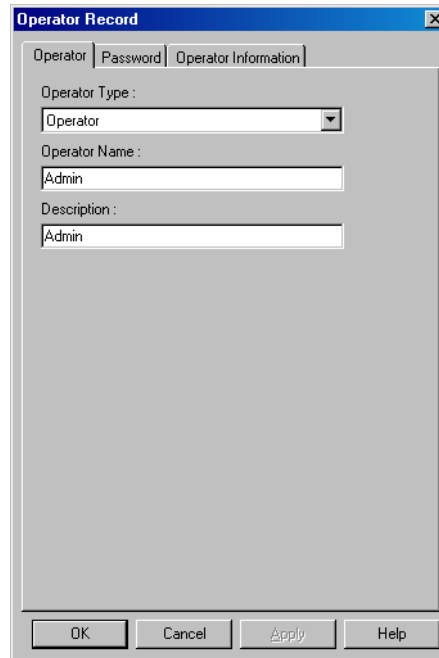 Operator Record
Operator Password Operator Information
Operator Type :
Operator
Operator Name :
Admin
Description :
Admin
OK Cancel Apply Help